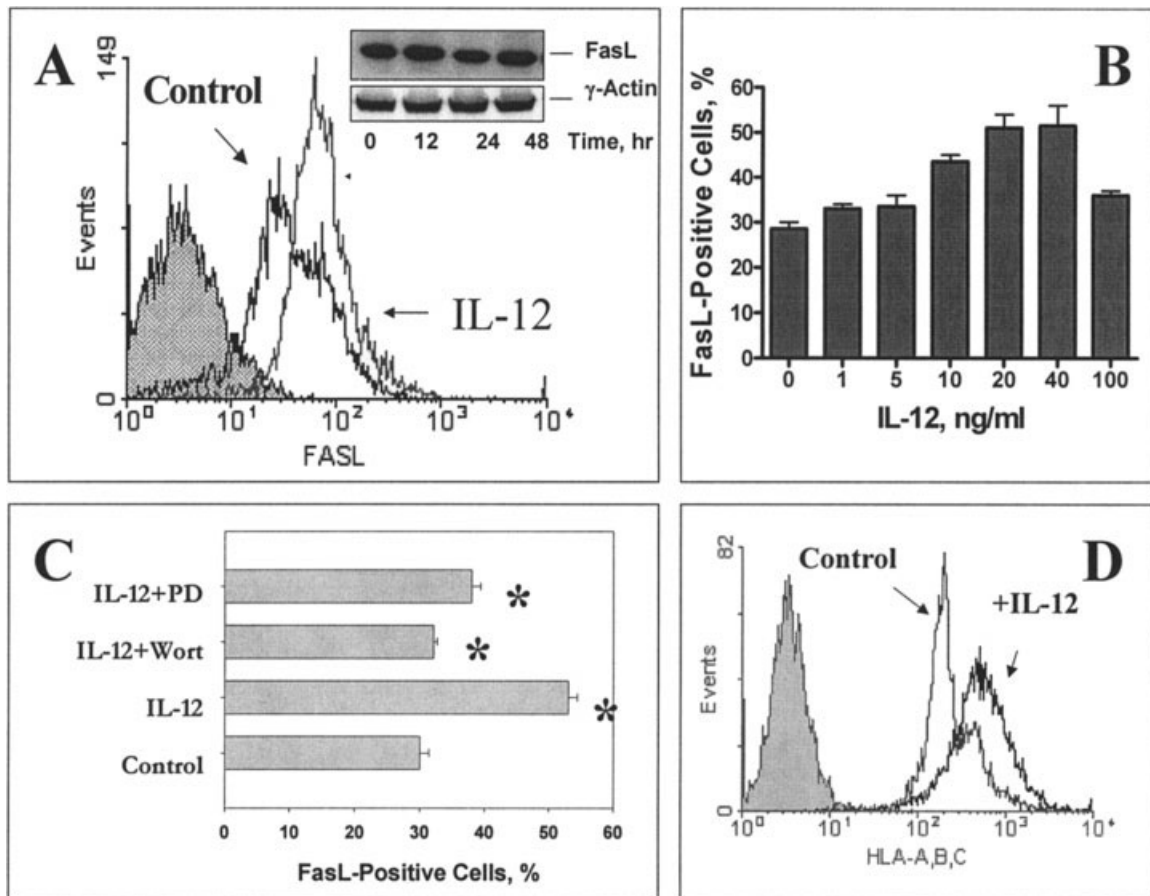 A
149
Control
IL-12
Events
0
10⁰ 10¹ 10² 10³ 10⁴
FASL
FasL
γ-Actin
0 12 24 48 Time, hr
B
FasL-Positive Cells, %
60
50
40
30
20
10
0
0 1 5 10 20 40 100
IL-12, ng/ml
C
IL-12+PD *
IL-12+Wort *
IL-12 *
Control
0 10 20 30 40 50 60
FasL-Positive Cells, %
D
82
Control
+IL-12
Events
0
10⁰ 10¹ 10² 10³ 10⁴
HLA-A,B,C